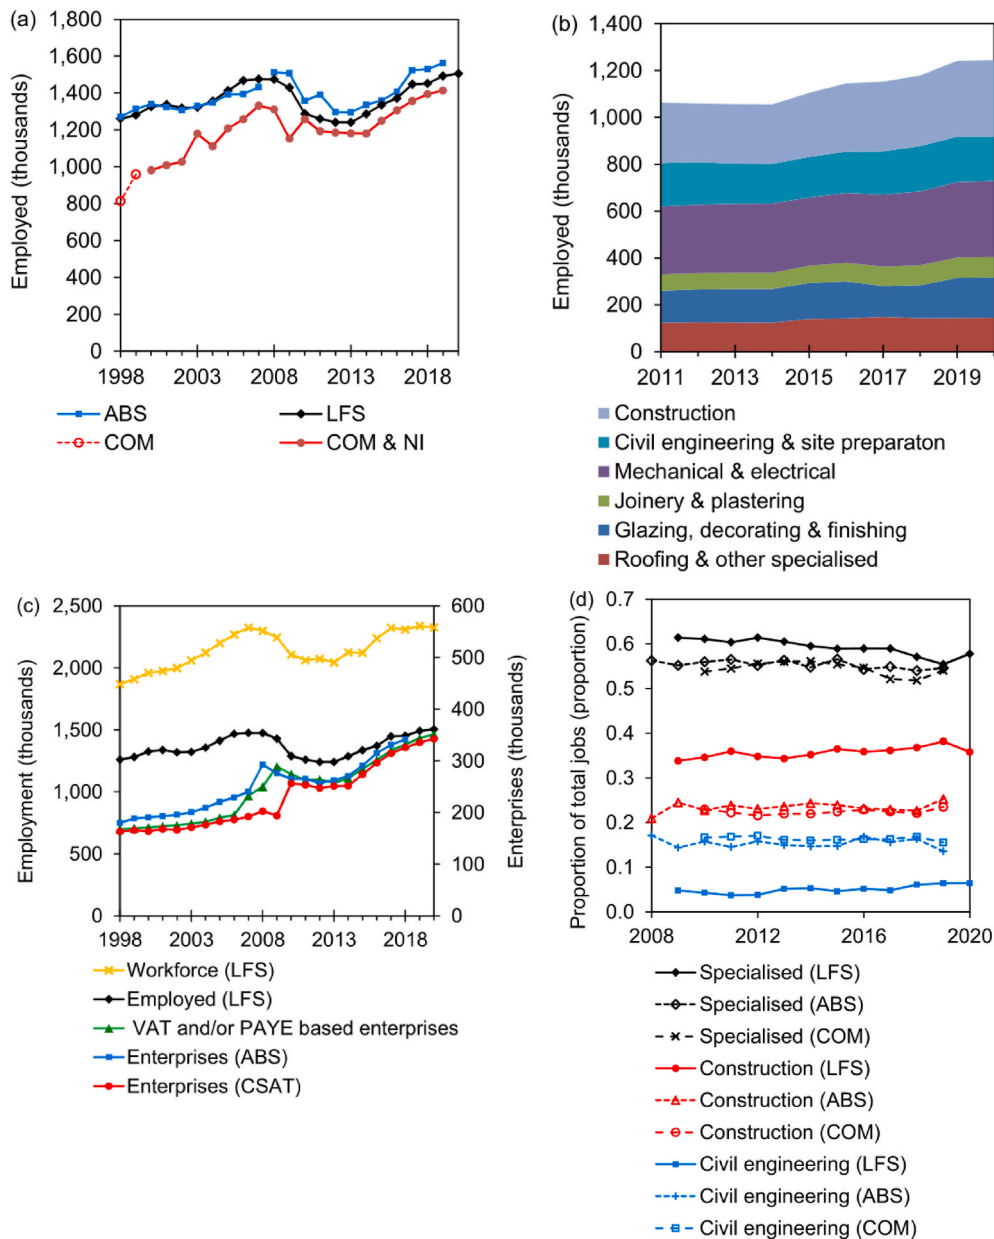 (a)
1,800
1,600
1,400
1,200
1,000
800
600
400
200
0
Employed (thousands)
1998 2003 2008 2013 2018
ABS LFS
COM COM & NI
(b)
1,400
1,200
1,000
800
600
400
200
0
Employed (thousands)
2011 2013 2015 2017 2019
Construction
Civil engineering & site preparaton
Mechanical & electrical
Joinery & plastering
Glazing, decorating & finishing
Roofing & other specialised
(c)
2,500
2,000
1,500
1,000
500
0
Employment (thousands)
600
500
400
300
200
100
0
Enterprises (thousands)
1998 2003 2008 2013 2018
Workforce (LFS)
Employed (LFS)
VAT and/or PAYE based enterprises
Enterprises (ABS)
Enterprises (CSAT)
(d)
0.7
0.6
0.5
0.4
0.3
0.2
0.1
0.0
Proportion of total jobs (proportion)
2008 2012 2016 2020
Specialised (LFS)
Specialised (ABS)
Specialised (COM)
Construction (LFS)
Construction (ABS)
Construction (COM)
Civil engineering (LFS)
Civil engineering (ABS)
Civil engineering (COM)